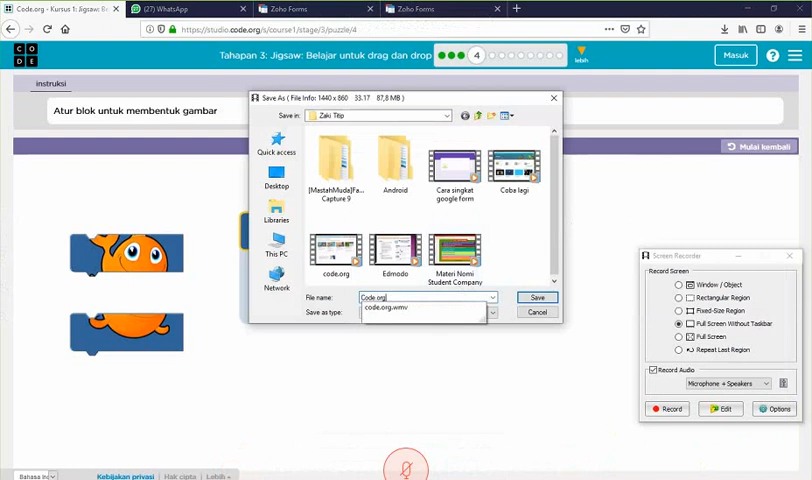 Code.org - Kursus 1: Jigsaw: Be
(27) WhatsApp
Zoho Forms
Zoho Forms
https://studio.code.org/s/course1/stage/3/puzzle/4
C O
D E
Tahapan 3: Jigsaw: Belajar untuk drag dan drop
4
lebih
Masuk
instruksi
Atur blok untuk membentuk gambar
Mulai kembali
Save As ( File Info: 1440 x 860 33.17 87,8 MB )
Save in:
Zaki Titip
Quick access
Desktop
Libraries
This PC
Network
[MastahMuda]Fa...
Capture 9
Android
Cara singkat
google form
Coba lagi
code.org
Edmodo
Materi Nomi
Student Company
File name:
Code.org
Save
code.org.wmv
Save as type:
Cancel
Screen Recorder
Record Screen
Window / Object
Rectangular Region
Fixed-Size Region
Full Screen Without Taskbar
Full Screen
Repeat Last Region
Record Audio
Microphone + Speakers
Record
Edit
Options
Kebijakan privasi
Hak cipta
Lebih